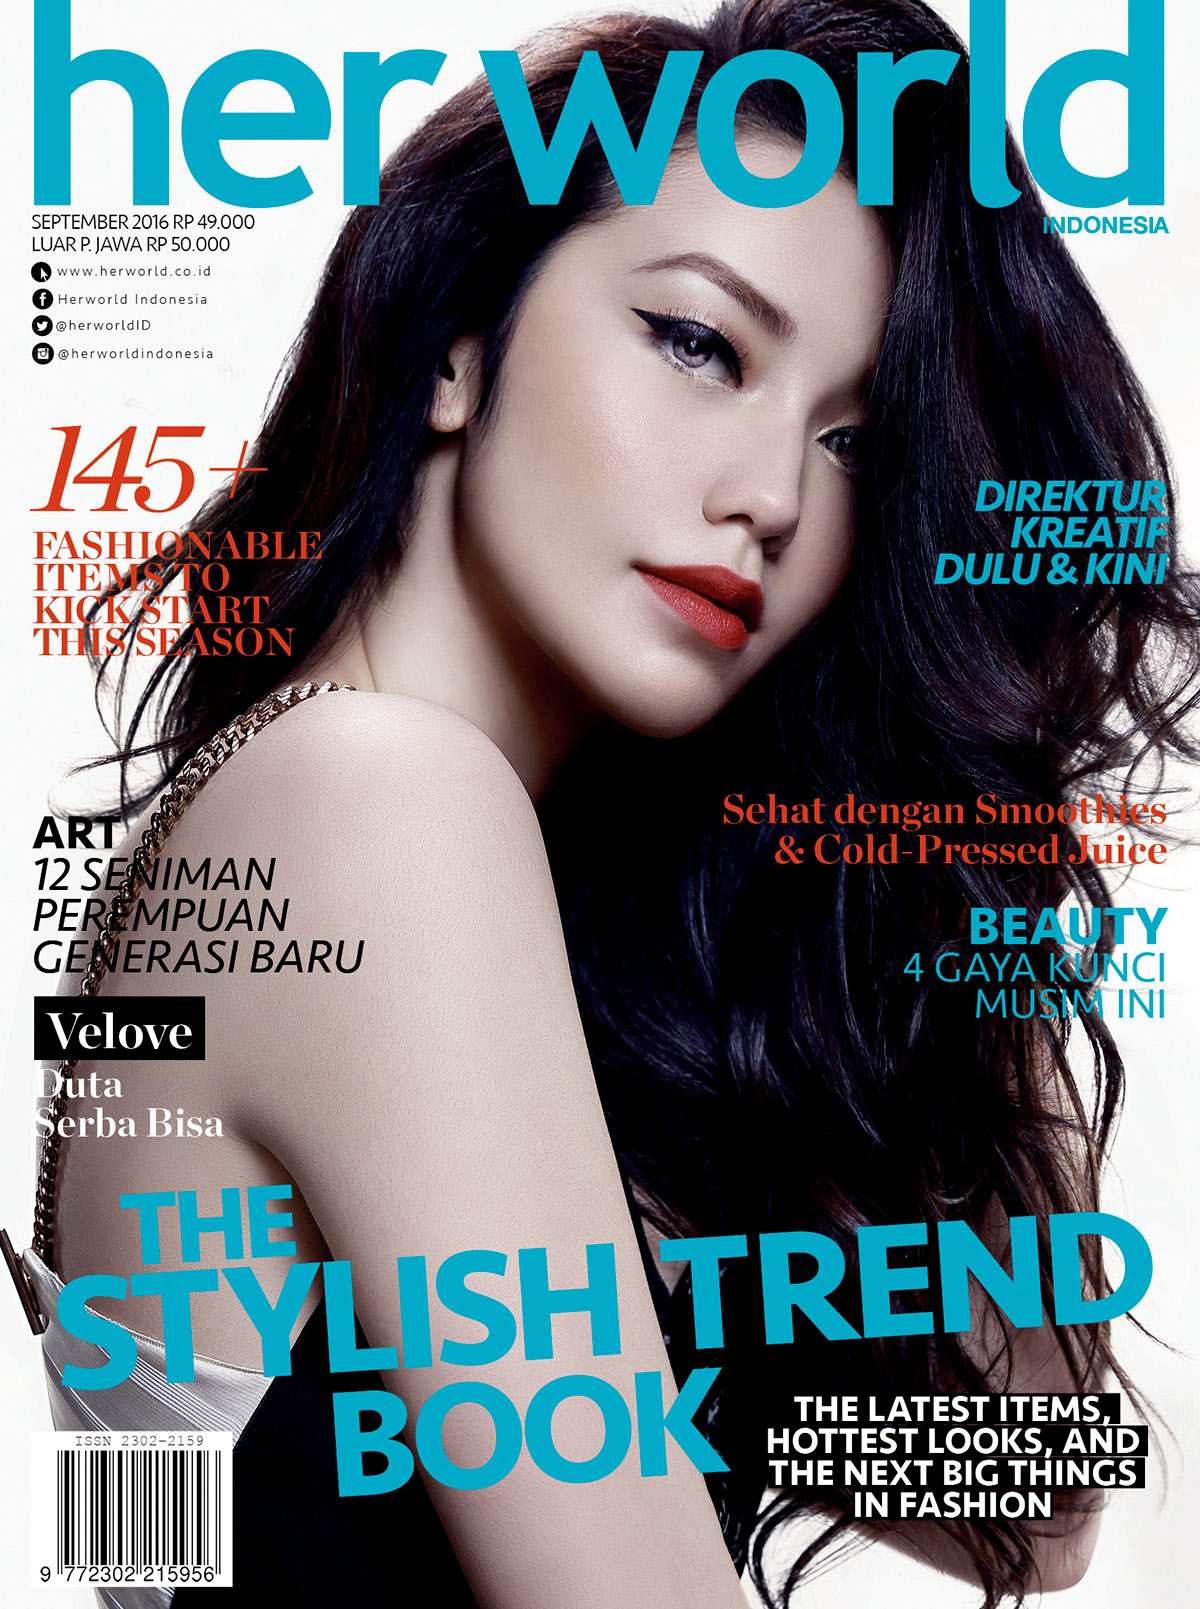 her world
INDONESIA
SEPTEMBER 2016 RP 49.000
LUAR P. JAWA RP 50.000
www.herworld.co.id
Herworld Indonesia
@herworldID
@herworldindonesia
145+
FASHIONABLE
ITEMS TO
KICK START
THIS SEASON
DIREKTUR
KREATIF
DULU & KINI
Sehat dengan Smoothies
& Cold-Pressed Juice
ART
12 SENIMAN
PEREMPUAN
GENERASI BARU
BEAUTY
4 GAYA KUNCI
MUSIM INI
Velove
Duta
Serba Bisa
THE
STYLISH TREND
BOOK
THE LATEST ITEMS,
HOTTEST LOOKS, AND
THE NEXT BIG THINGS
IN FASHION
ISSN 2302-2159
9 772302 215956